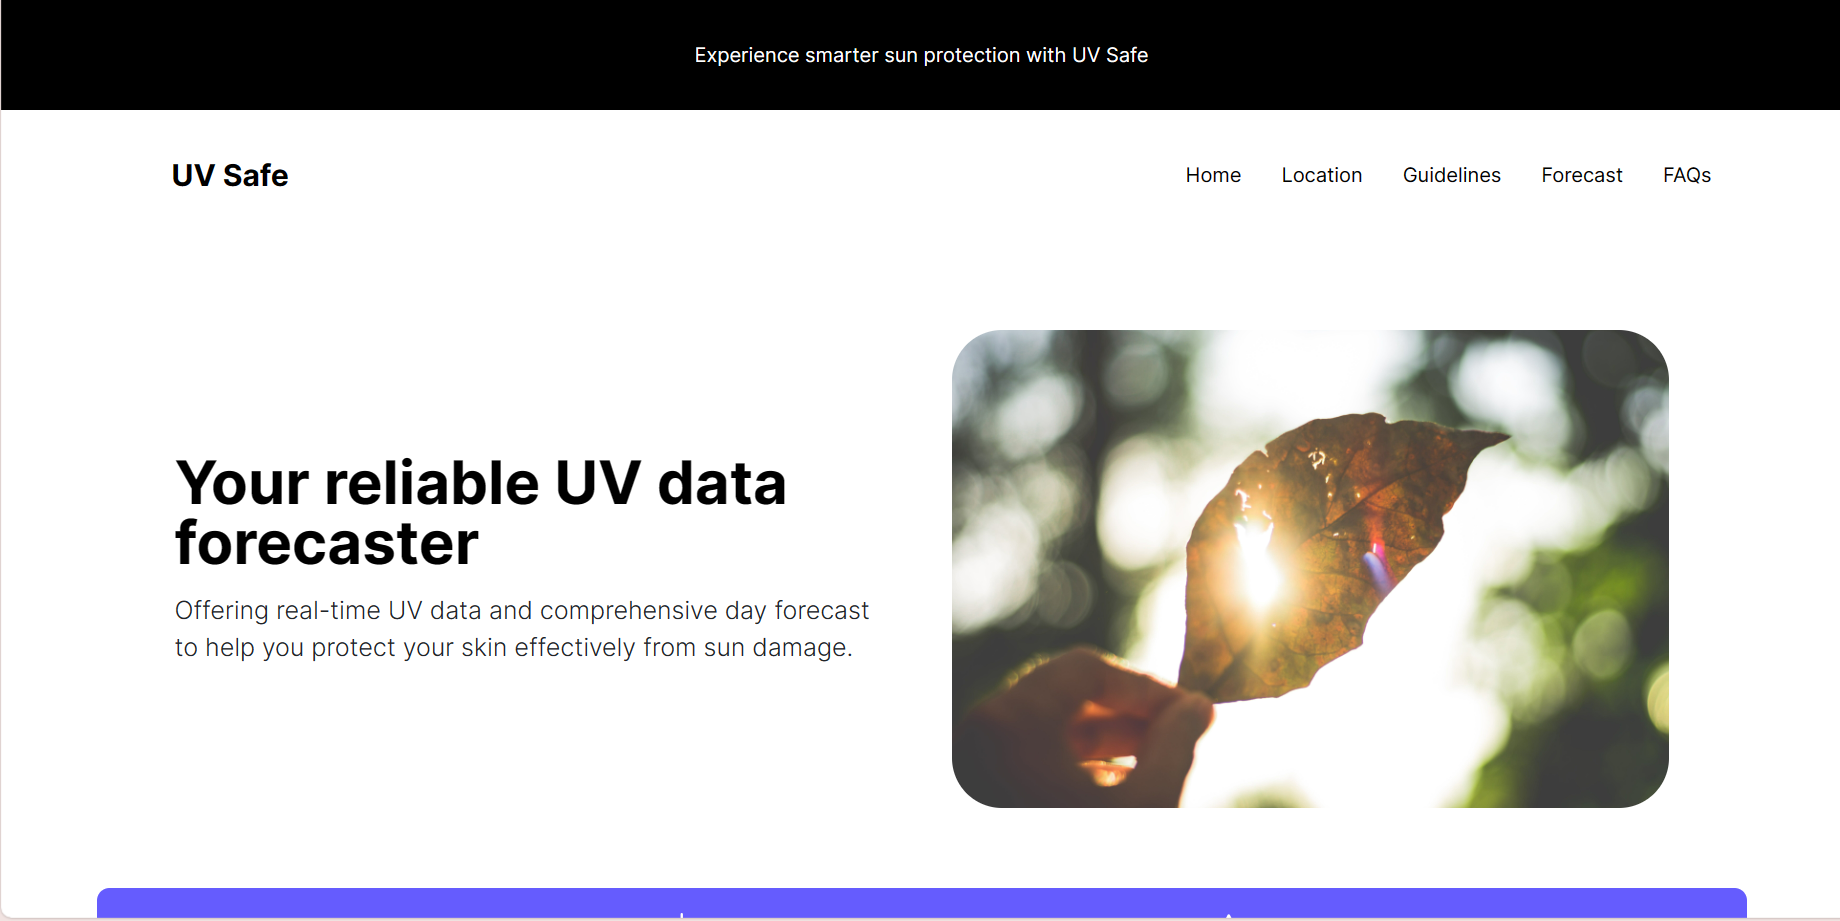 Experience smarter sun protection with UV Safe
UV Safe
Home Location Guidelines Forecast FAQs
Your reliable UV data
forecaster
Offering real-time UV data and comprehensive day forecast
to help you protect your skin effectively from sun damage.